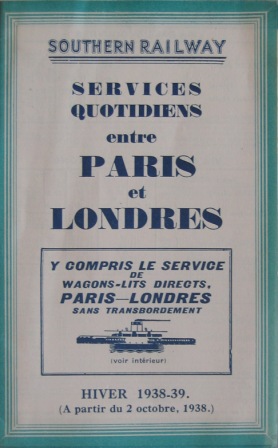 SOUTHERN RAILWAY
SERVICES
QUOTIDIENS
entre
PARIS
et
LONDRES
Y COMPRIS LE SERVICE
DE
WAGONS-LITS DIRECTS,
PARIS—LONDRES
SANS TRANSBORDEMENT
(voir intérieur)
HIVER 1938-39.
(A partir du 2 octobre, 1938.)